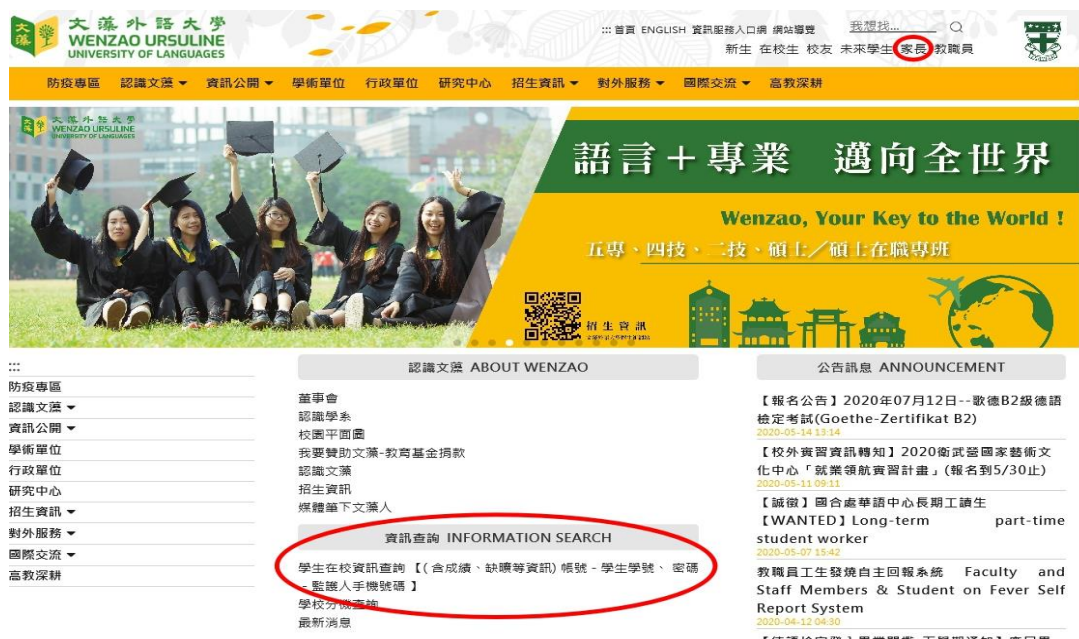 文藻外語大學
WENZAO URSULINE
UNIVERSITY OF LANGUAGES
::: 首頁 ENGLISH 資訊服務入口網 網站導覽 我想找...
新生 在校生 校友 未來學生 家長 教職員
防疫專區 認識文藻 資訊公開 學術單位 行政單位 研究中心 招生資訊 對外服務 國際交流 高教深耕
文藻外語大學
WENZAO URSULINE
UNIVERSITY OF LANGUAGES
語言+專業 邁向全世界
Wenzao, Your Key to the World !
五專、四技、二技、碩士/碩士在職專班
招生資訊
:::
防疫專區
認識文藻
資訊公開
學術單位
行政單位
研究中心
招生資訊
對外服務
國際交流
高教深耕
認識文藻 ABOUT WENZAO
董事會
認識學系
校園平面圖
我要贊助文藻-教育基金捐款
認識文藻
招生資訊
媒體筆下文藻人
資訊查詢 INFORMATION SEARCH
學生在校資訊查詢【(含成績、缺曠等資訊) 帳號 - 學生學號、 密碼
- 監護人手機號碼 】
學校分機查詢
最新消息
公告訊息 ANNOUNCEMENT
【報名公告】2020年07月12日--歌德B2級德語
檢定考試(Goethe-Zertifikat B2)
2020-05-14 13:14
【校外實習資訊轉知】2020衛武營國家藝術文
化中心「就業領航實習計畫」(報名到5/30止)
2020-05-11 09:11
【誠徵】國合處華語中心長期工讀生
【WANTED】Long-term part-time
student worker
2020-05-07 15:42
教職員工生發燒自主回報系統 Faculty and
Staff Members & Student on Fever Self
Report System
2020-04-12 04:30